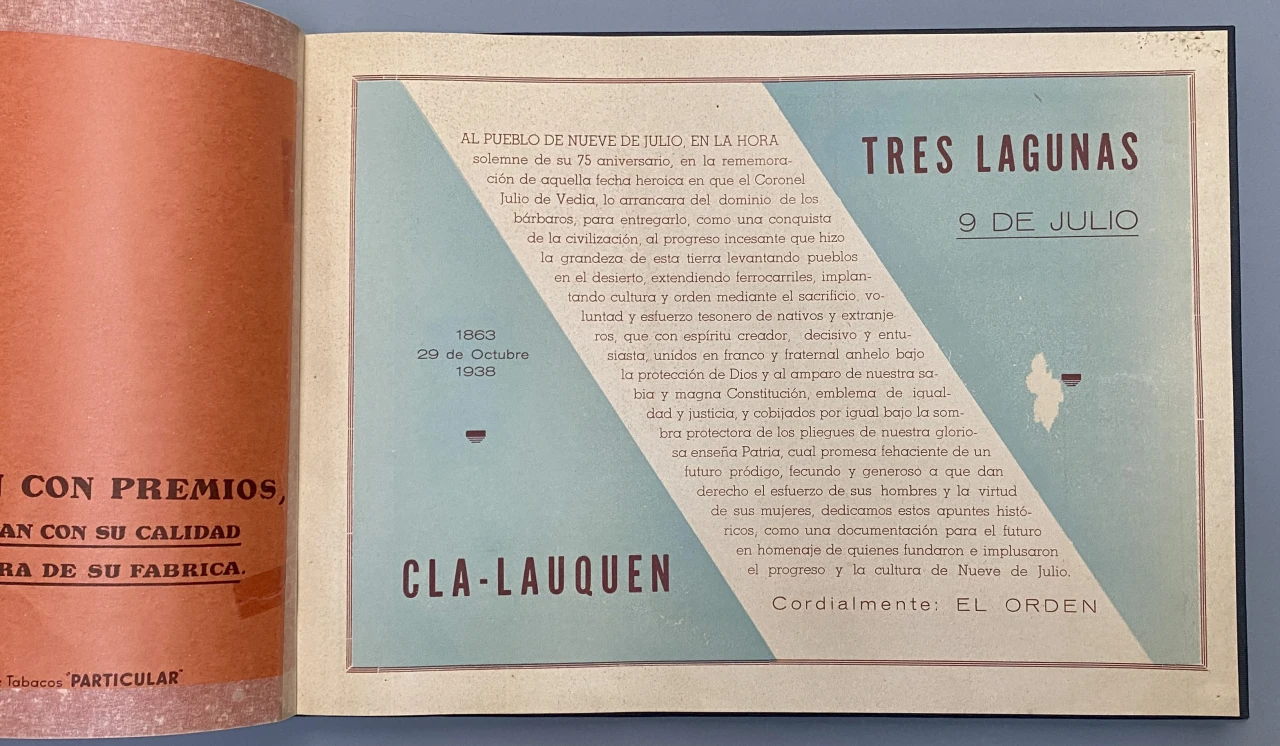 CON PREMIOS,
AN CON SU CALIDAD
RA DE SU FABRICA.
Tabacos "PARTICULAR"
AL PUEBLO DE NUEVE DE JULIO, EN LA HORA
solemne de su 75 aniversario, en la rememora-
ción de aquella fecha heroica en que el Coronel
Julio de Vedia, lo arrancara del dominio de los
bárbaros, para entregarlo, como una conquista
de la civilización, al progreso incesante que hizo
la grandeza de esta tierra levantando pueblos
en el desierto, extendiendo ferrocarriles, implan-
tando cultura y orden mediante el sacrificio, vo-
luntad y esfuerzo tesonero de nativos y extranje-
ros, que con espíritu creador, decisivo y entu-
siasta, unidos en franco y fraternal anhelo bajo
la protección de Dios y al amparo de nuestra sa-
bia y magna Constitución, emblema de igual-
dad y justicia, y cobijados por igual bajo la som-
bra protectora de los pliegues de nuestra glorio-
sa enseña Patria, cual promesa fehaciente de un
futuro pródigo, fecundo y generoso a que dan
derecho el esfuerzo de sus hombres y la virtud
de sus mujeres, dedicamos estos apuntes histó-
ricos, como una documentación para el futuro
en homenaje de quienes fundaron e implusaron
el progreso y la cultura de Nueve de Julio.
Cordialmente: EL ORDEN
TRES LAGUNAS
9 DE JULIO
1863
29 de Octubre
1938
CLA-LAUQUEN